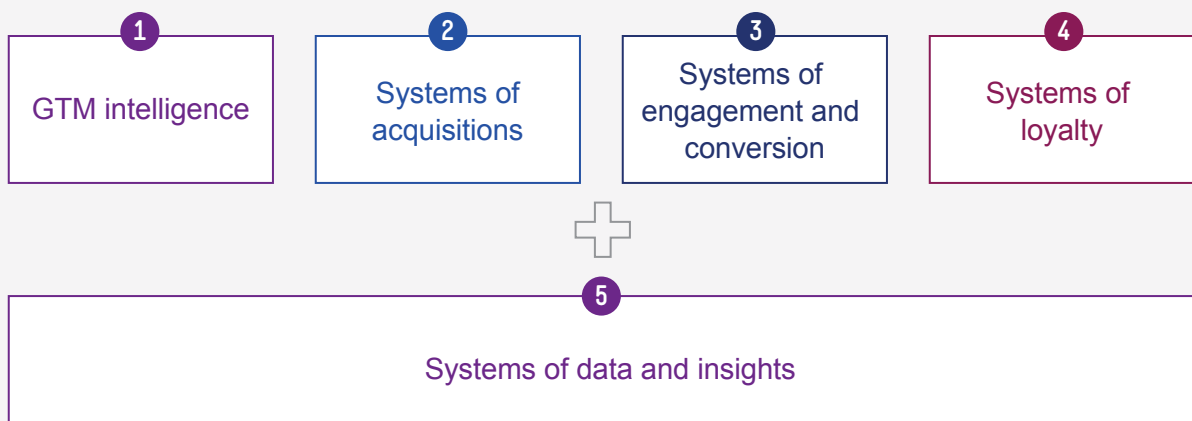 1
GTM intelligence
2
Systems of
acquisitions
3
Systems of
engagement and
conversion
4
Systems of
loyalty
5
Systems of data and insights